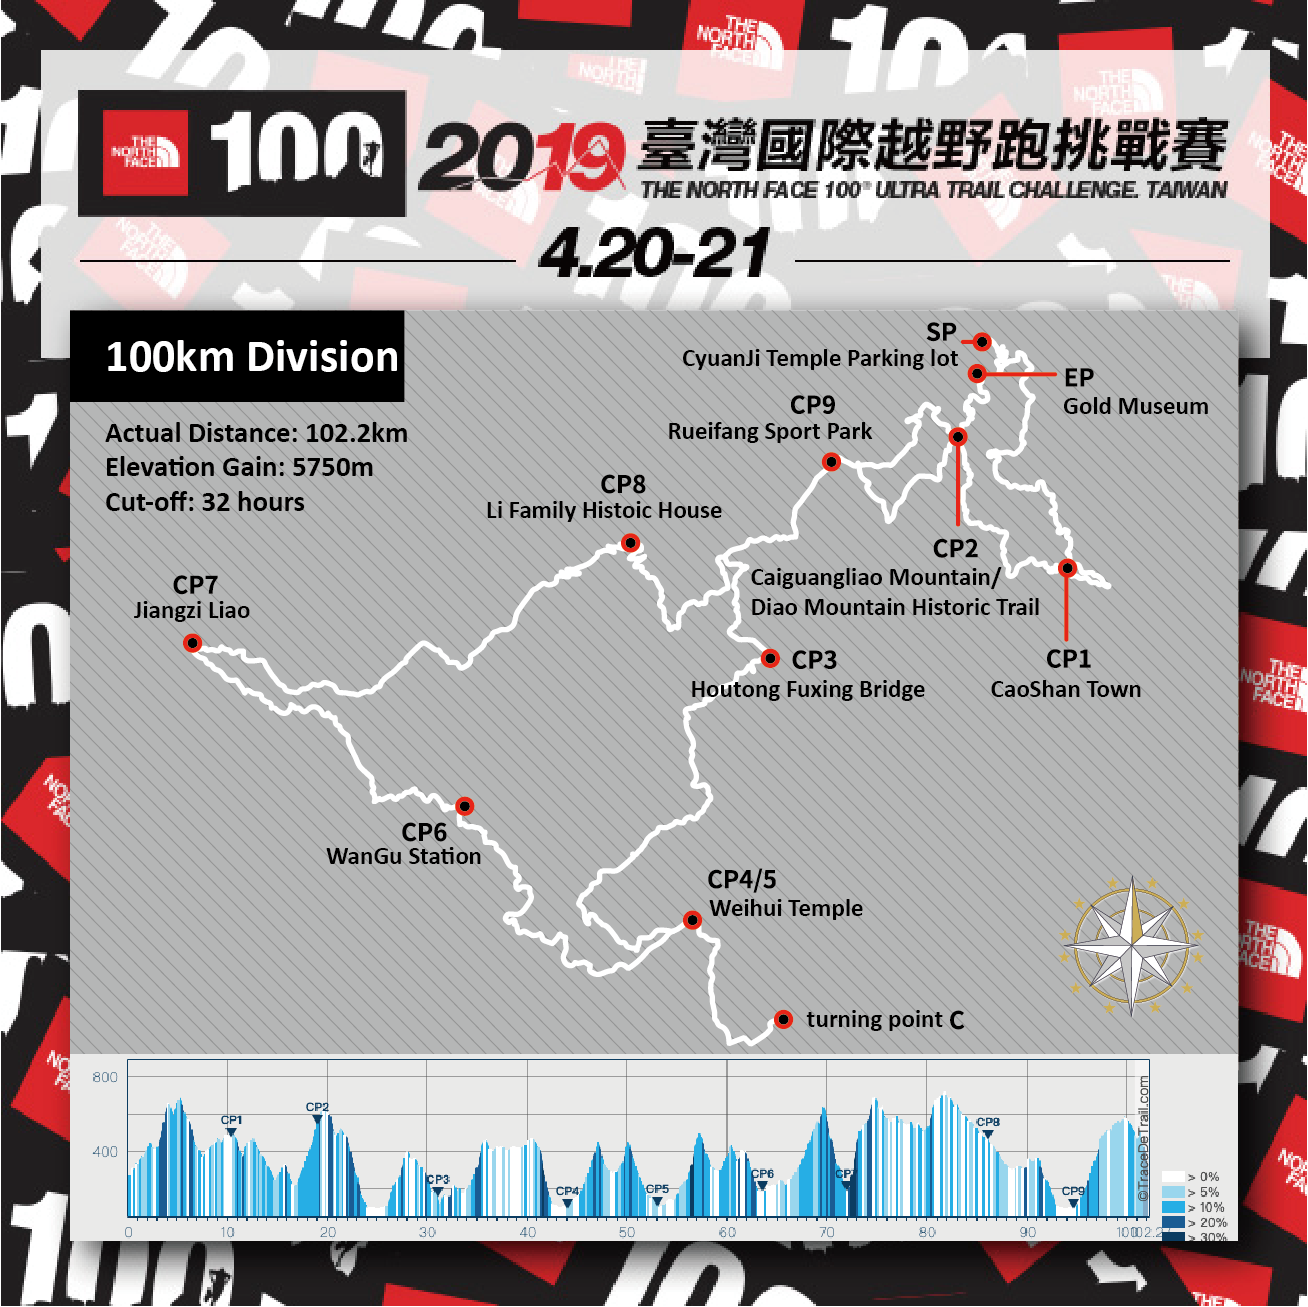 THE
NORTH
FACE
100
2019 臺灣國際越野跑挑戰賽
THE NORTH FACE 100® ULTRA TRAIL CHALLENGE. TAIWAN
4.20-21
100km Division
Actual Distance: 102.2km
Elevation Gain: 5750m
Cut-off: 32 hours
SP
CyuanJi Temple Parking lot
EP
Gold Museum
CP9
Rueifang Sport Park
CP8
Li Family Histoic House
CP2
Caiguangliao Mountain/
Diao Mountain Historic Trail
CP7
Jiangzi Liao
CP3
Houtong Fuxing Bridge
CP1
CaoShan Town
CP6
WanGu Station
CP4/5
Weihui Temple
turning point C
800
400
CP1
CP2
CP3
CP4
CP5
CP6
CP7
CP8
CP9
0 10 20 30 40 50 60 70 80 90 100 102.2
©TraceDeTrail.com
> 0%
> 5%
> 10%
> 20%
> 30%